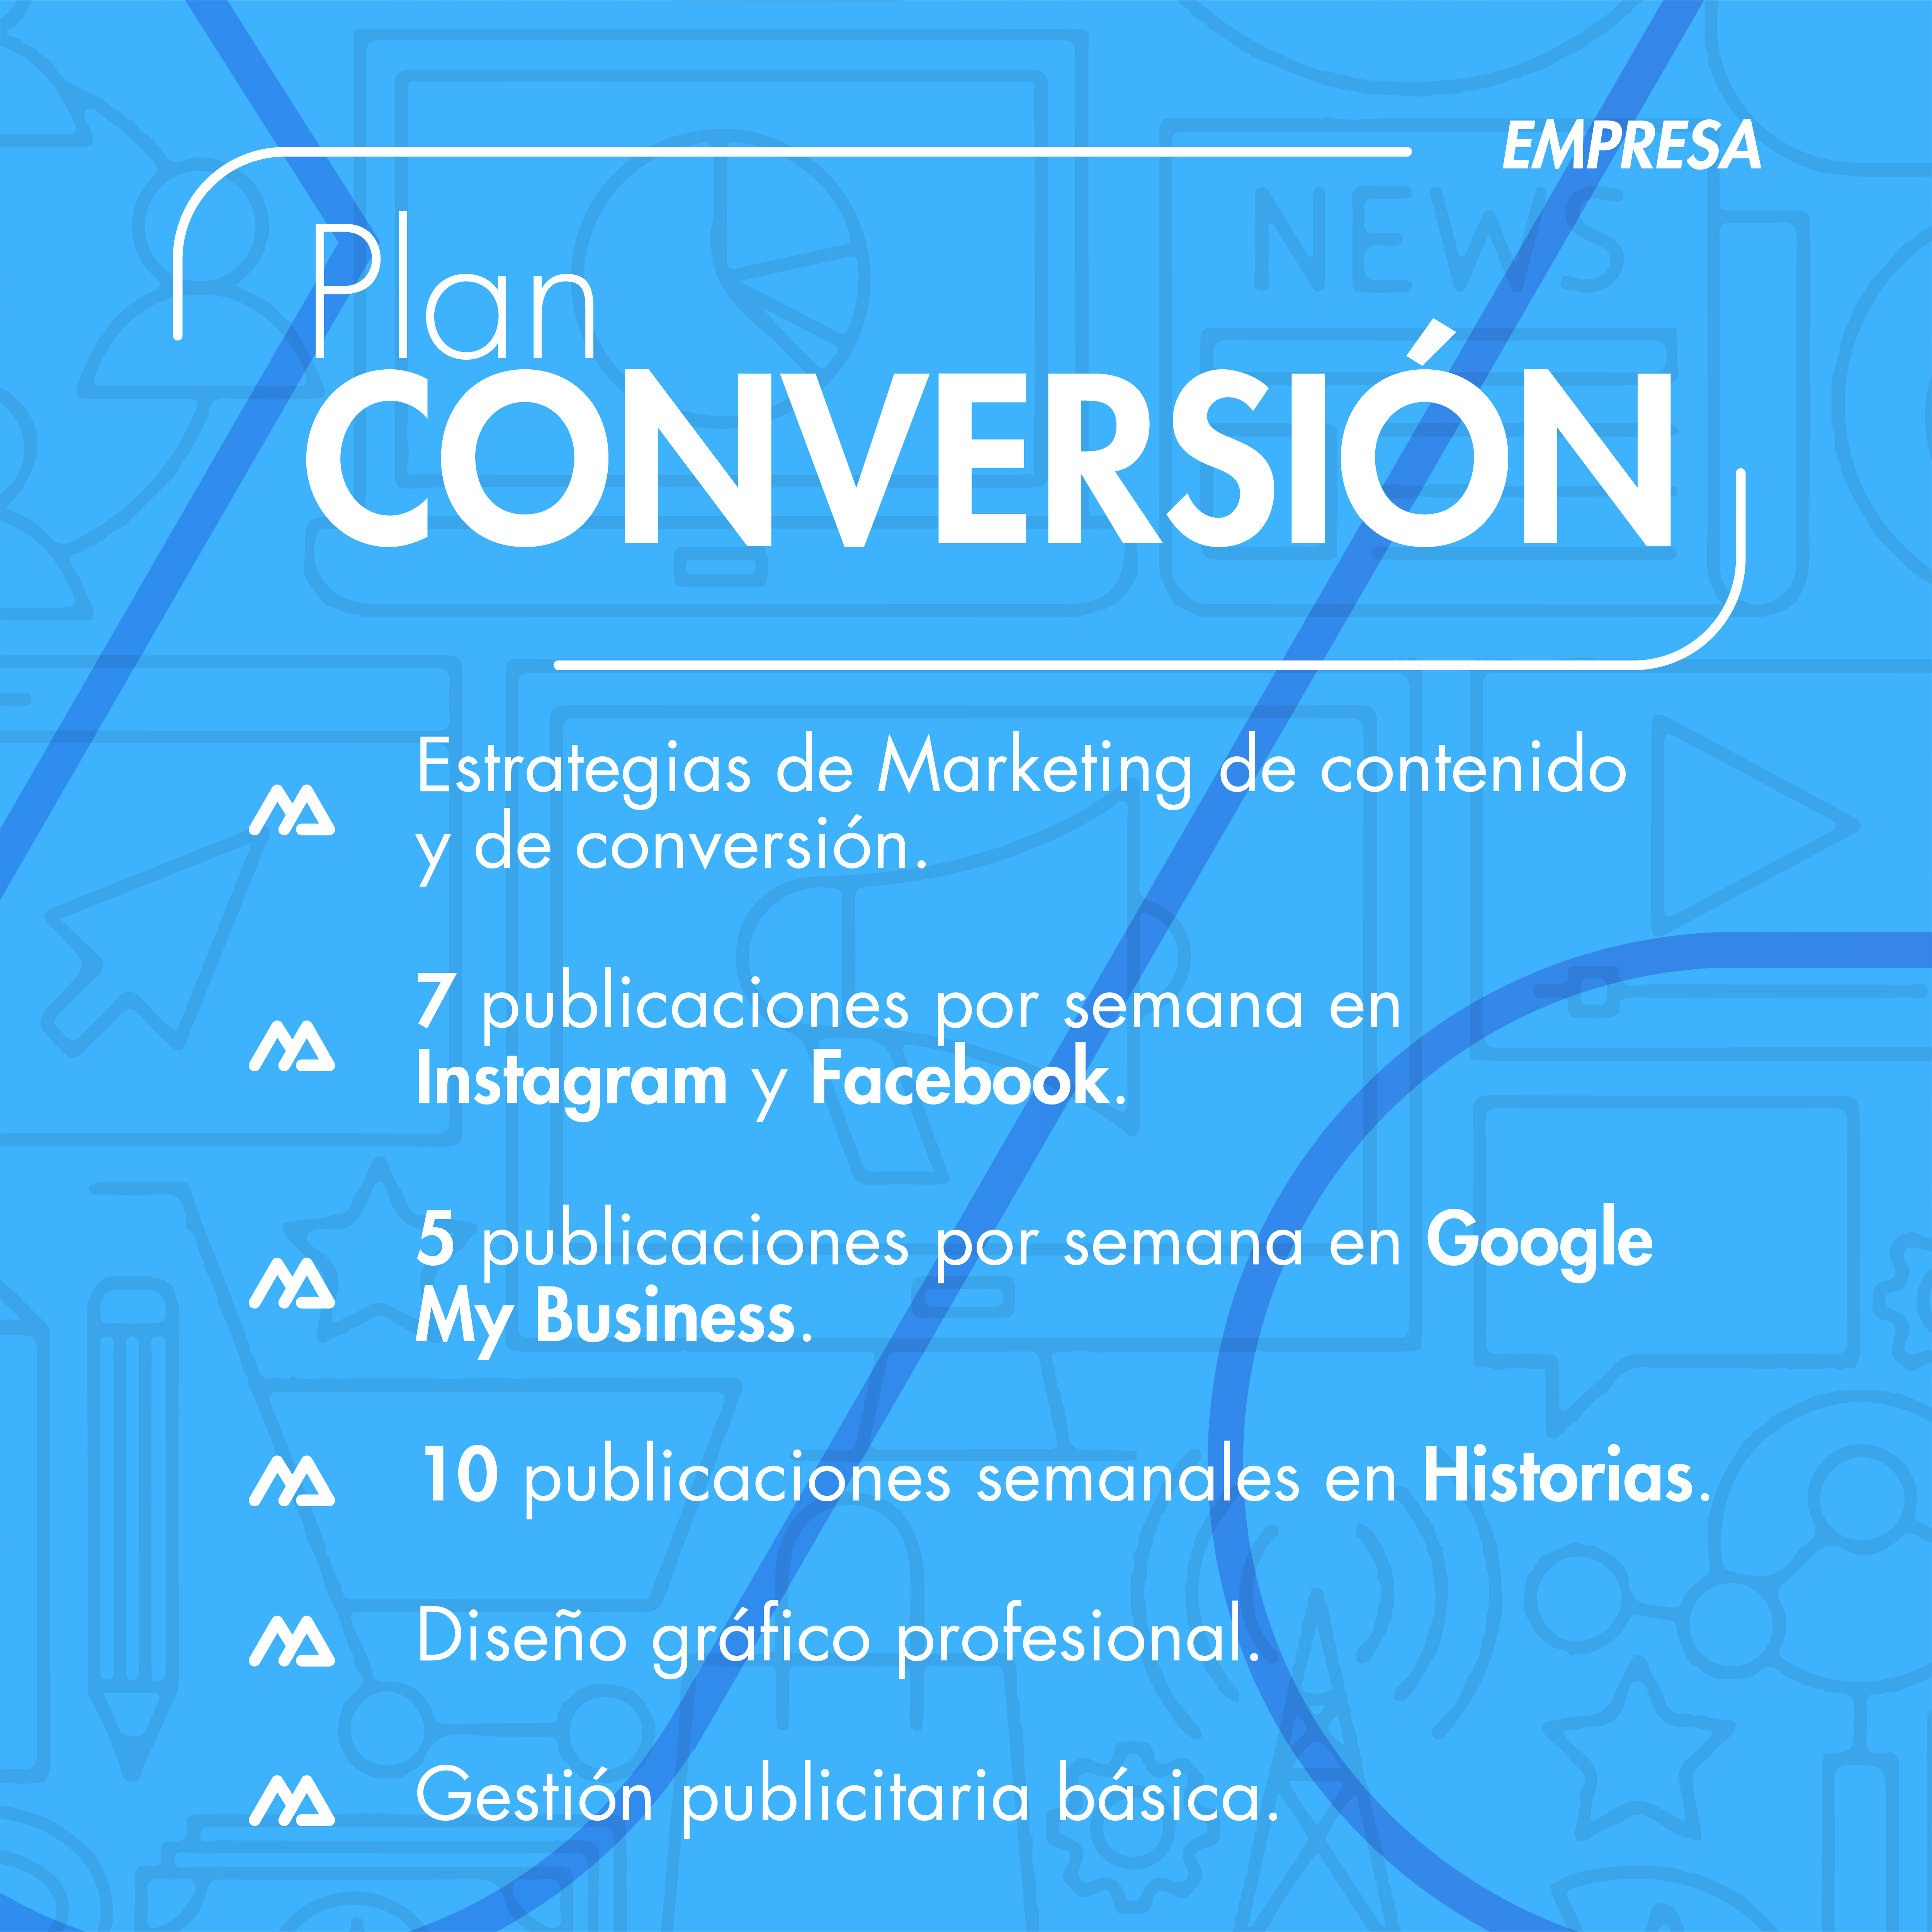 EMPRESA
NEWS
Plan
CONVERSIÓN
Estrategias de Marketing de contenido
y de conversión.
7 publicaciones por semana en
Instagram y Facebook.
5 publicaciones por semana en Google
My Business.
10 publicaciones semanales en Historias.
Diseño gráfico profesional.
Gestión publicitaria básica.